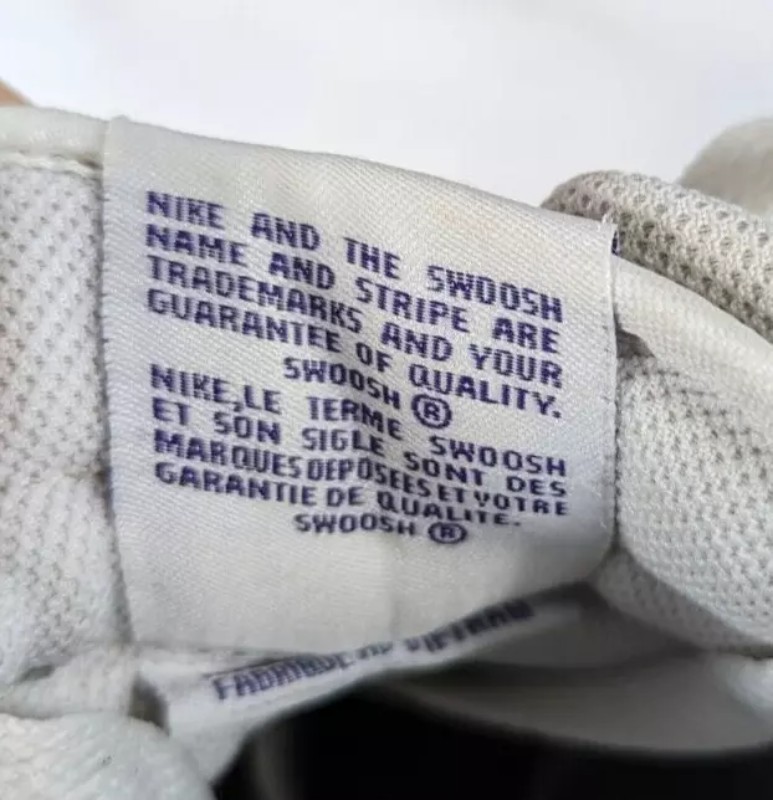 NIKE AND THE SWOOSH
NAME AND STRIPE ARE
TRADEMARKS AND YOUR
GUARANTEE OF QUALITY.
SWOOSH ®
NIKE,LE TERME SWOOSH
ET SON SIGLE SONT DES
MARQUES DEPOSEES ET VOTRE
GARANTIE DE QUALITE.
SWOOSH ®
VIETNAM